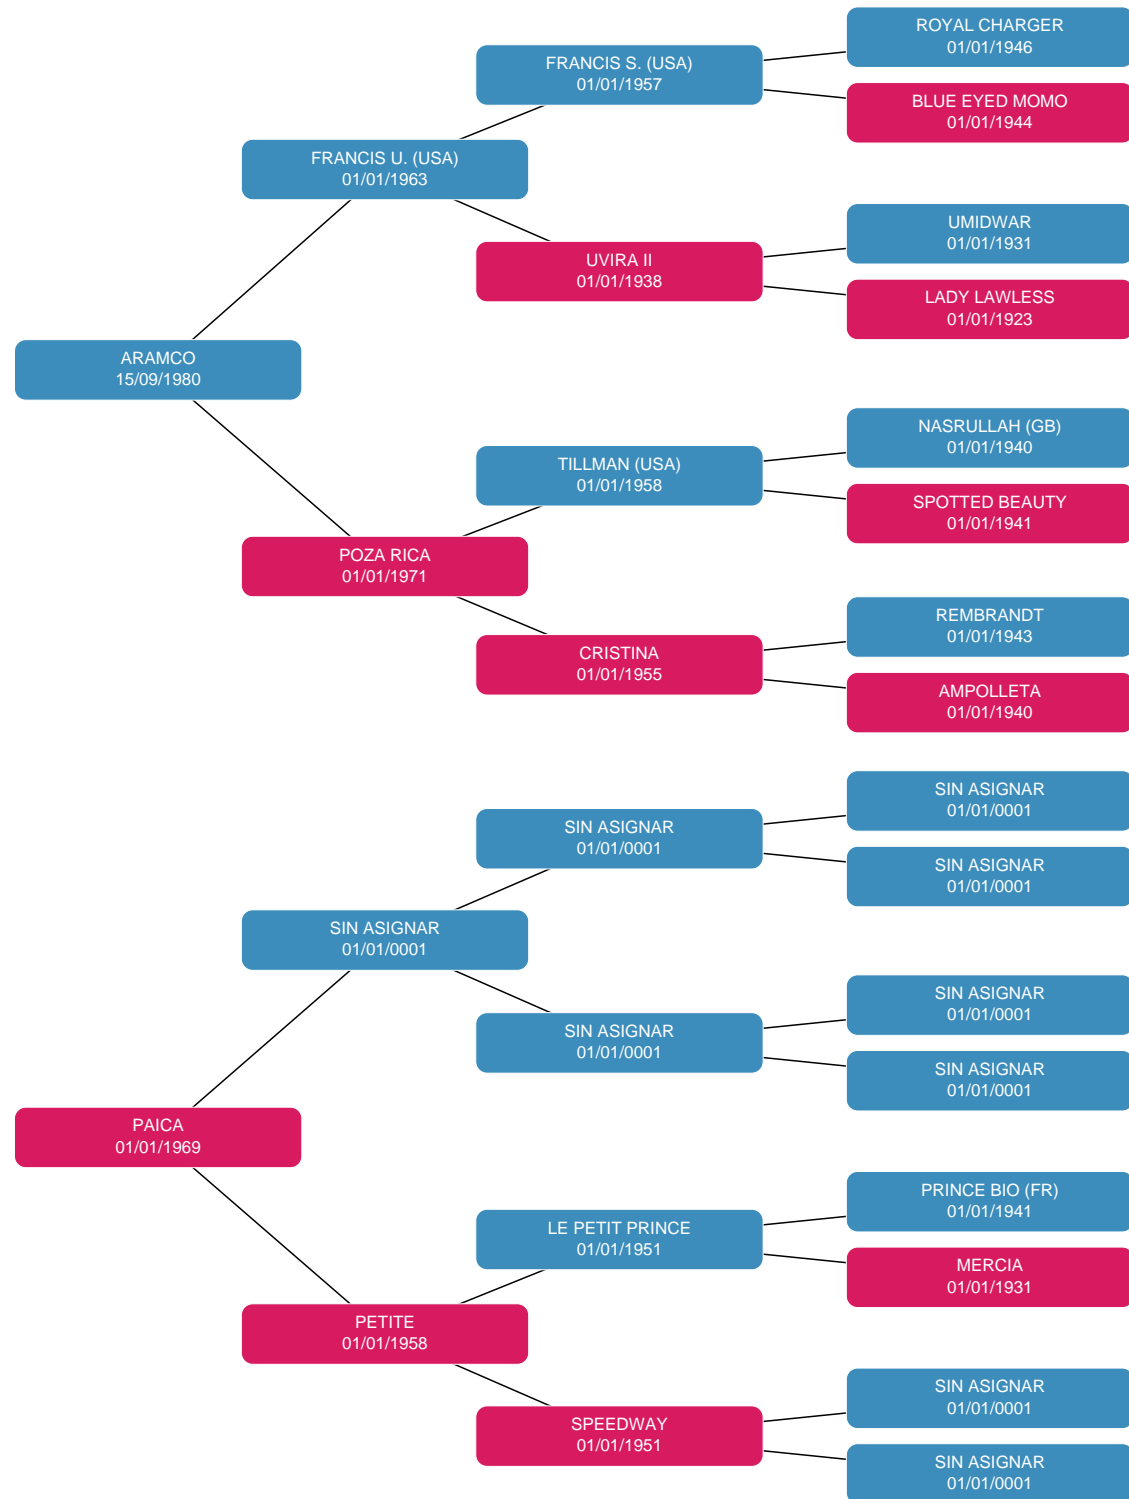 ROYAL CHARGER
01/01/1946
FRANCIS S. (USA)
01/01/1957
BLUE EYED MOMO
01/01/1944
FRANCIS U. (USA)
01/01/1963
UMIDWAR
01/01/1931
UVIRA II
01/01/1938
LADY LAWLESS
01/01/1923
ARAMCO
15/09/1980
NASRULLAH (GB)
01/01/1940
TILLMAN (USA)
01/01/1958
SPOTTED BEAUTY
01/01/1941
POZA RICA
01/01/1971
REMBRANDT
01/01/1943
CRISTINA
01/01/1955
AMPOLLETA
01/01/1940
SIN ASIGNAR
01/01/0001
SIN ASIGNAR
01/01/0001
SIN ASIGNAR
01/01/0001
SIN ASIGNAR
01/01/0001
SIN ASIGNAR
01/01/0001
SIN ASIGNAR
01/01/0001
SIN ASIGNAR
01/01/0001
PAICA
01/01/1969
PRINCE BIO (FR)
01/01/1941
LE PETIT PRINCE
01/01/1951
MERCIA
01/01/1931
PETITE
01/01/1958
SIN ASIGNAR
01/01/0001
SPEEDWAY
01/01/1951
SIN ASIGNAR
01/01/0001